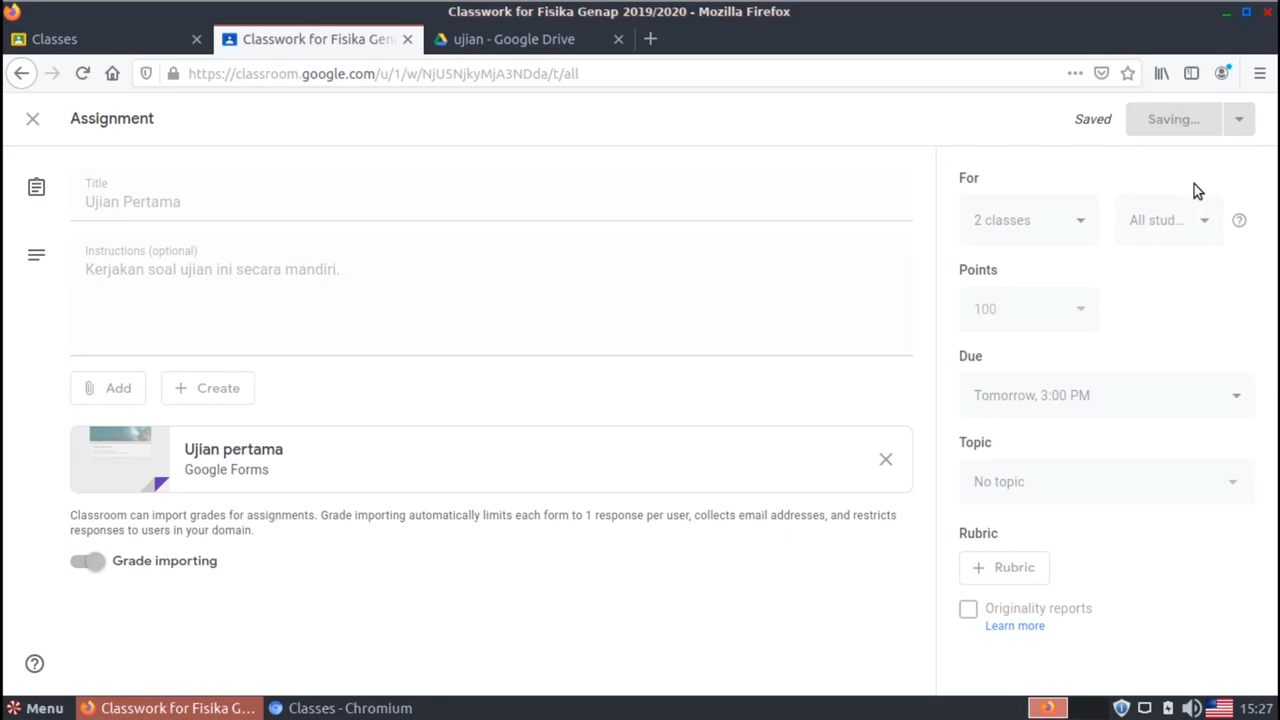 Classwork for Fisika Genap 2019/2020 - Mozilla Firefox
Classes
Classwork for Fisika Gen
ujian - Google Drive
https://classroom.google.com/u/1/w/NjU5NjkyMjA3NDda/t/all
Assignment
Saved
Saving...
Title
Ujian Pertama
Instructions (optional)
Kerjakan soal ujian ini secara mandiri.
Add
Create
Ujian pertama
Google Forms
Classroom can import grades for assignments. Grade importing automatically limits each form to 1 response per user, collects email addresses, and restricts
responses to users in your domain.
Grade importing
For
2 classes
All stud...
Points
100
Due
Tomorrow, 3:00 PM
Topic
No topic
Rubric
Rubric
Originality reports
Learn more
Menu
Classwork for Fisika G...
Classes - Chromium
15:27